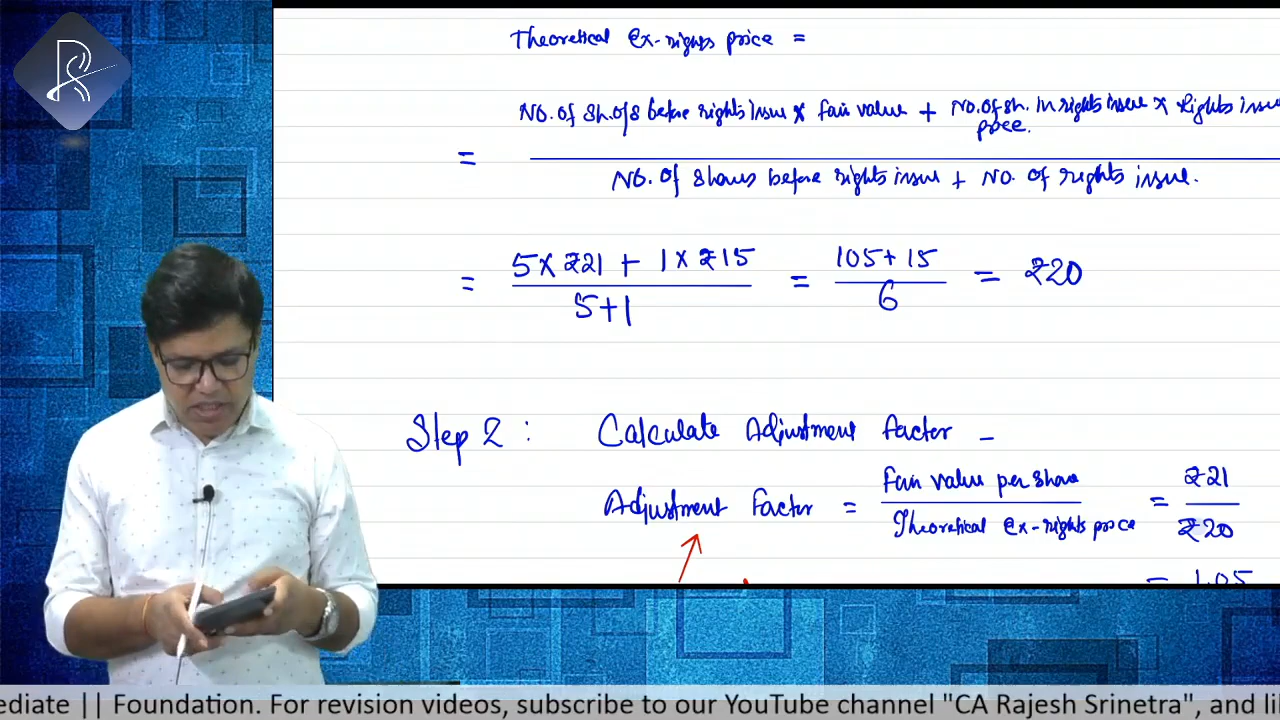 Theoretical Ex-rights price =
No. of sh. o/s before rights issue x fair value + No. of sh. in rights issue x rights issu
price.
=
No. of shares before rights issue + No. of rights issue.
= 5 x ₹21 + 1 x ₹15 = 105 + 15 = ₹20
5 + 1 6
Step 2 : Calculate Adjustment factor -
Adjustment factor = Fair value per share = ₹21
Theoretical Ex-rights price ₹20
= 1.05
ediate || Foundation. For revision videos, subscribe to our YouTube channel "CA Rajesh Srinetra", and li